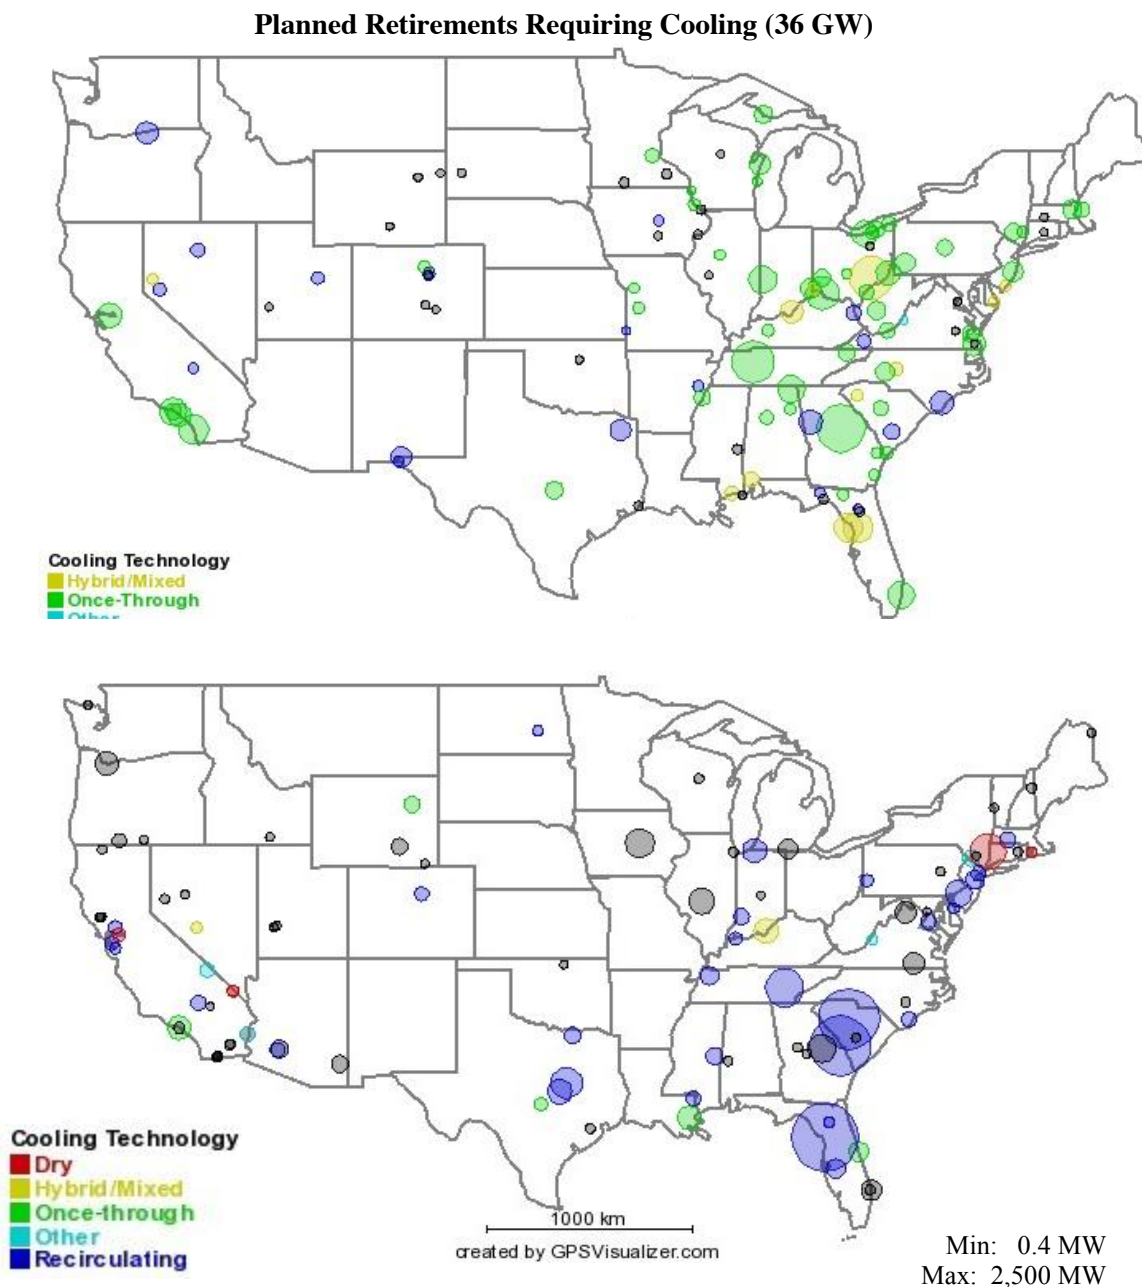 Planned Retirements Requiring Cooling (36 GW)
Cooling Technology
Hybrid/Mixed
Once-Through
Other
Cooling Technology
Dry
Hybrid/Mixed
Once-through
Other
Recirculating
1000 km
created by GPSVisualizer.com
Min: 0.4 MW
Max: 2,500 MW